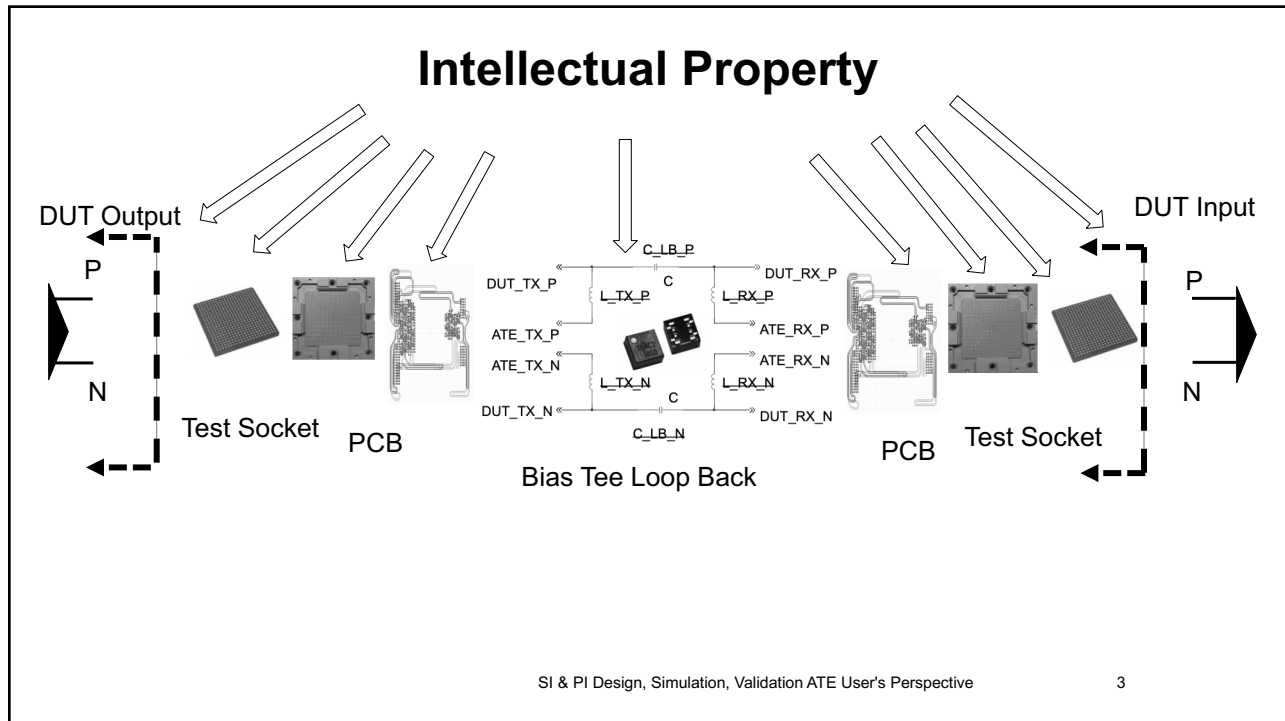 Intellectual Property
DUT Output
DUT Input
P
N
P
N
C_LB_P
C
DUT_TX_P
DUT_RX_P
L_TX_P
L_RX_P
ATE_TX_P
ATE_RX_P
ATE_TX_N
ATE_RX_N
L_TX_N
L_RX_N
C
DUT_TX_N
DUT_RX_N
C_LB_N
Test Socket
PCB
Bias Tee Loop Back
PCB
Test Socket
SI & PI Design, Simulation, Validation ATE User's Perspective
3